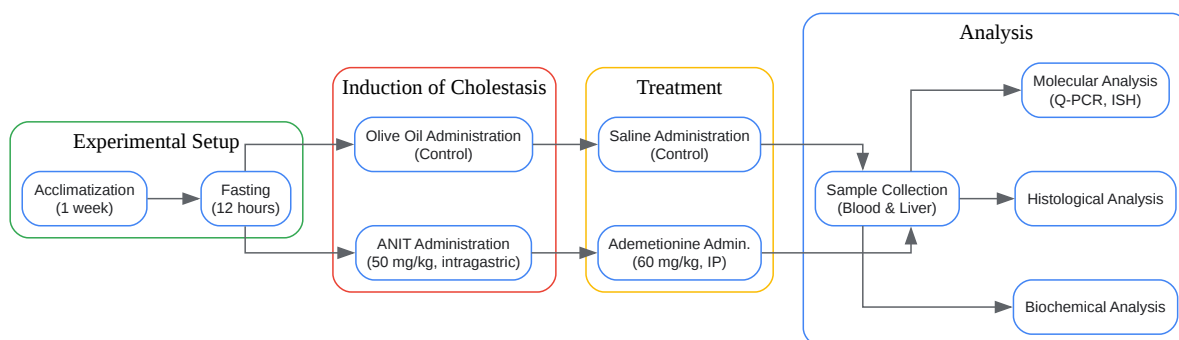 Experimental Setup
Acclimatization
(1 week)
Fasting
(12 hours)
Induction of Cholestasis
Olive Oil Administration
(Control)
ANIT Administration
(50 mg/kg, intragastric)
Treatment
Saline Administration
(Control)
Ademetionine Admin.
(60 mg/kg, IP)
Analysis
Sample Collection
(Blood & Liver)
Molecular Analysis
(Q-PCR, ISH)
Histological Analysis
Biochemical Analysis